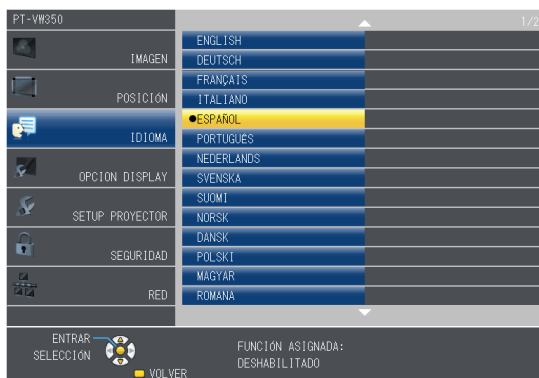 PT-VW350
1/2
IMAGEN
POSICIÓN
IDIOMA
OPCION DISPLAY
SETUP PROYECTOR
SEGURIDAD
RED
ENGLISH
DEUTSCH
FRANÇAIS
ITALIANO
●ESPAÑOL
PORTUGUÊS
NEDERLANDS
SVENSKA
SUOMI
NORSK
DANSK
POLSKI
MAGYAR
ROMANA
ENTRAR
SELECCIÓN
VOLVER
FUNCIÓN ASIGNADA:
DESHABILITADO